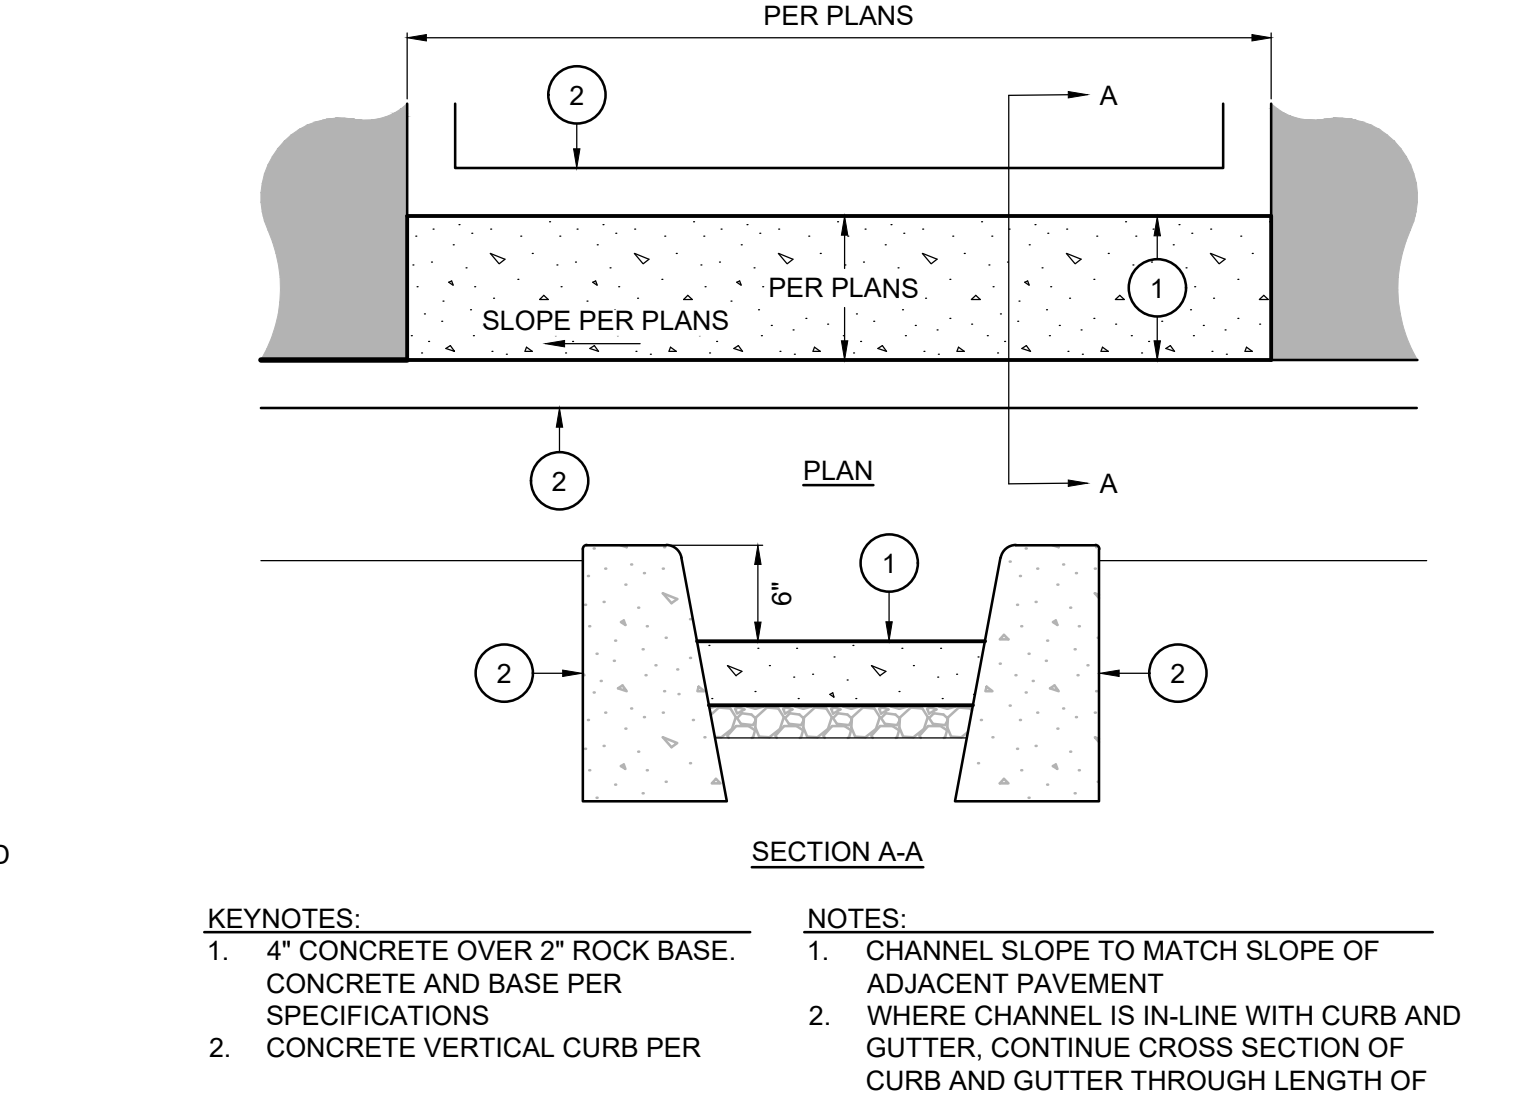 PER PLANS
2
A
PER PLANS
1
SLOPE PER PLANS
2
PLAN
A
6"
1
2
2
SECTION A-A
KEYNOTES:
1. 4" CONCRETE OVER 2" ROCK BASE.
CONCRETE AND BASE PER
SPECIFICATIONS
2. CONCRETE VERTICAL CURB PER
NOTES:
1. CHANNEL SLOPE TO MATCH SLOPE OF
ADJACENT PAVEMENT
2. WHERE CHANNEL IS IN-LINE WITH CURB AND
GUTTER, CONTINUE CROSS SECTION OF
CURB AND GUTTER THROUGH LENGTH OF